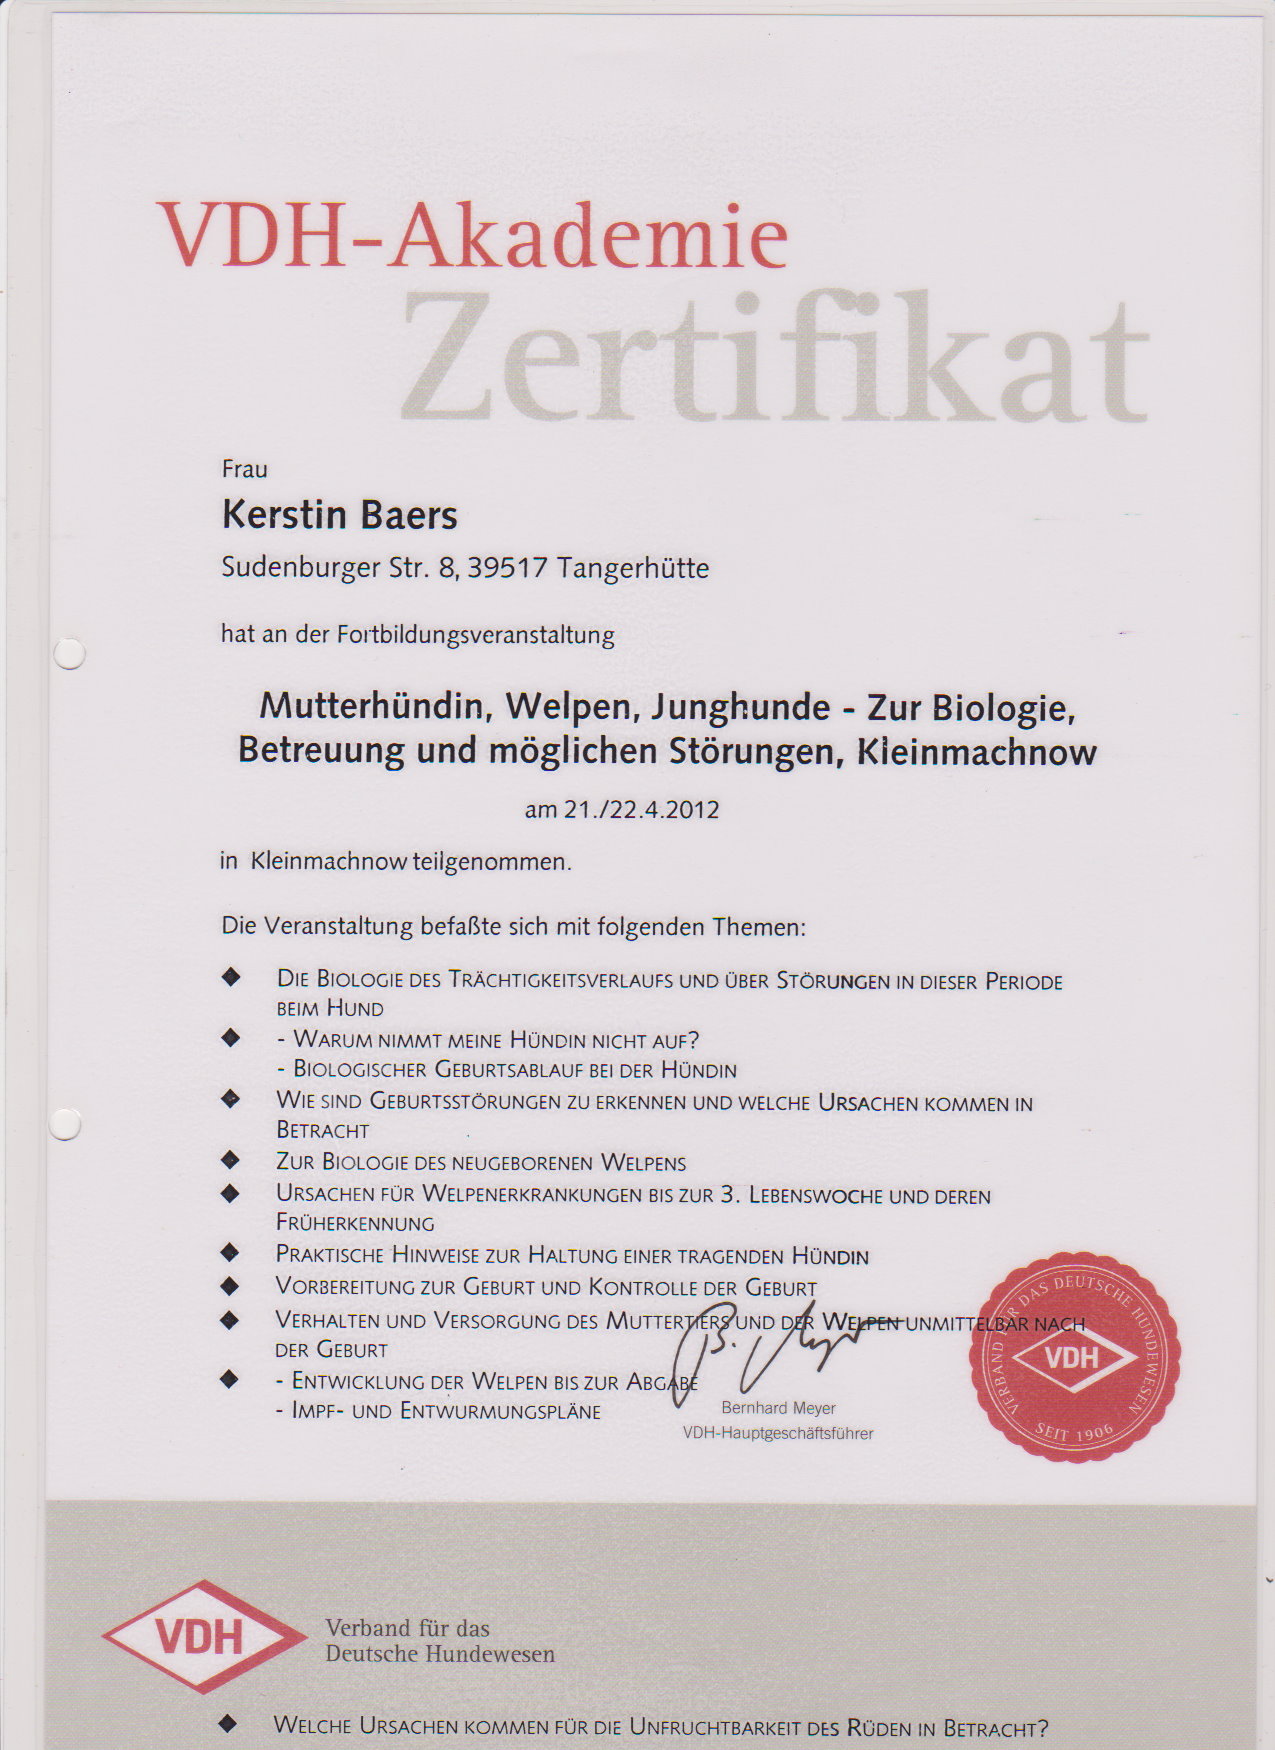 VDH-Akademie
Zertifikat
Frau
Kerstin Baers
Sudenburger Str. 8, 39517 Tangerhütte
hat an der Fortbildungsveranstaltung
Mutterhündin, Welpen, Junghunde - Zur Biologie,
Betreuung und möglichen Störungen, Kleinmachnow
am 21./22.4.2012
in Kleinmachnow teilgenommen.
Die Veranstaltung befaßte sich mit folgenden Themen:
◆ Die Biologie des Trächtigkeitsverlaufs und über Störungen in dieser Periode
beim Hund
◆ - Warum nimmt meine Hündin nicht auf?
- Biologischer Geburtsablauf bei der Hündin
◆ Wie sind Geburtsstörungen zu erkennen und welche Ursachen kommen in
Betracht
◆ Zur Biologie des neugeborenen Welpens
◆ Ursachen für Welpenerkrankungen bis zur 3. Lebenswoche und deren
Früherkennung
◆ Praktische Hinweise zur Haltung einer tragenden Hündin
◆ Vorbereitung zur Geburt und Kontrolle der Geburt
◆ Verhalten und Versorgung des Muttertiers und der Welpen unmittelbar nach
der Geburt
◆ - Entwicklung der Welpen bis zur Abgabe
- Impf- und Entwurmungspläne
B. Meyer
Bernhard Meyer
VDH-Hauptgeschäftsführer
VERBAND FÜR DAS DEUTSCHE HUNDEWESEN
VDH
SEIT 1906
VDH
Verband für das
Deutsche Hundewesen
◆ Welche Ursachen kommen für die Unfruchtbarkeit des Rüden in Betracht?